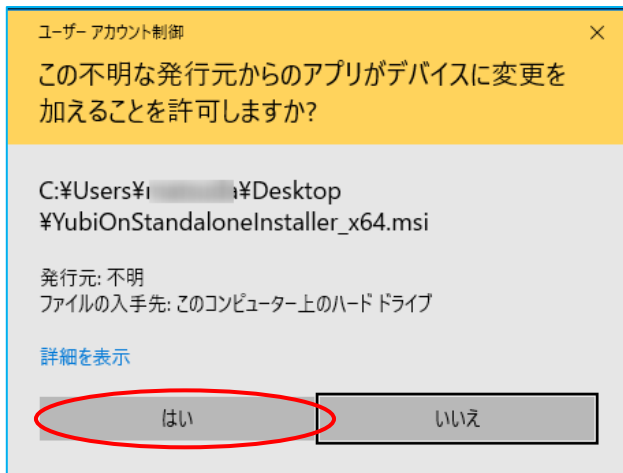 ユーザー アカウント制御
この不明な発行元からのアプリがデバイスに変更を
加えることを許可しますか?
C:¥Users¥ ¥Desktop
¥YubiOnStandaloneInstaller_x64.msi
発行元: 不明
ファイルの入手先: このコンピューター上のハード ドライブ
詳細を表示
はい
いいえ